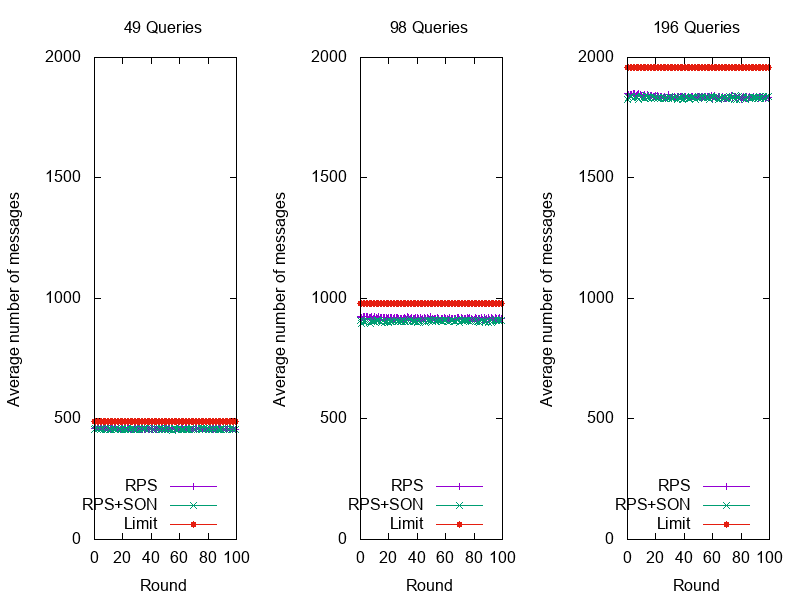 49 Queries
2000
1500
1000
500
0
Average number of messages
RPS
RPS+SON
Limit
0 20 40 60 80 100
Round
98 Queries
2000
1500
1000
500
0
Average number of messages
RPS
RPS+SON
Limit
0 20 40 60 80 100
Round
196 Queries
2000
1500
1000
500
0
Average number of messages
RPS
RPS+SON
Limit
0 20 40 60 80 100
Round